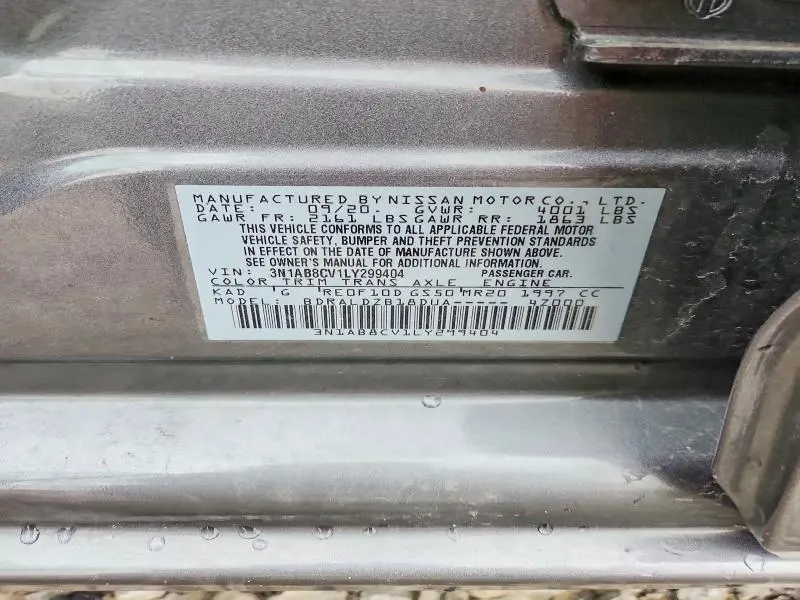 MANUFACTURED BY NISSAN MOTOR CO., LTD.
DATE: 09/20 GVWR: 4001 LBS
GAWR FR: 2161 LBS GAWR RR: 1863 LBS
THIS VEHICLE CONFORMS TO ALL APPLICABLE FEDERAL MOTOR
VEHICLE SAFETY, BUMPER AND THEFT PREVENTION STANDARDS
IN EFFECT ON THE DATE OF MANUFACTURE SHOWN ABOVE.
SEE OWNER'S MANUAL FOR ADDITIONAL INFORMATION.
VIN: 3N1AB8CV1LY299404 PASSENGER CAR.
COLOR TRIM TRANS AXLE ENGINE
KAD G RE0F10D GS50 MR20 1997 CC
MODEL: BDRALDZB18DUA----- 47000
3N1AB8CV1LY299404